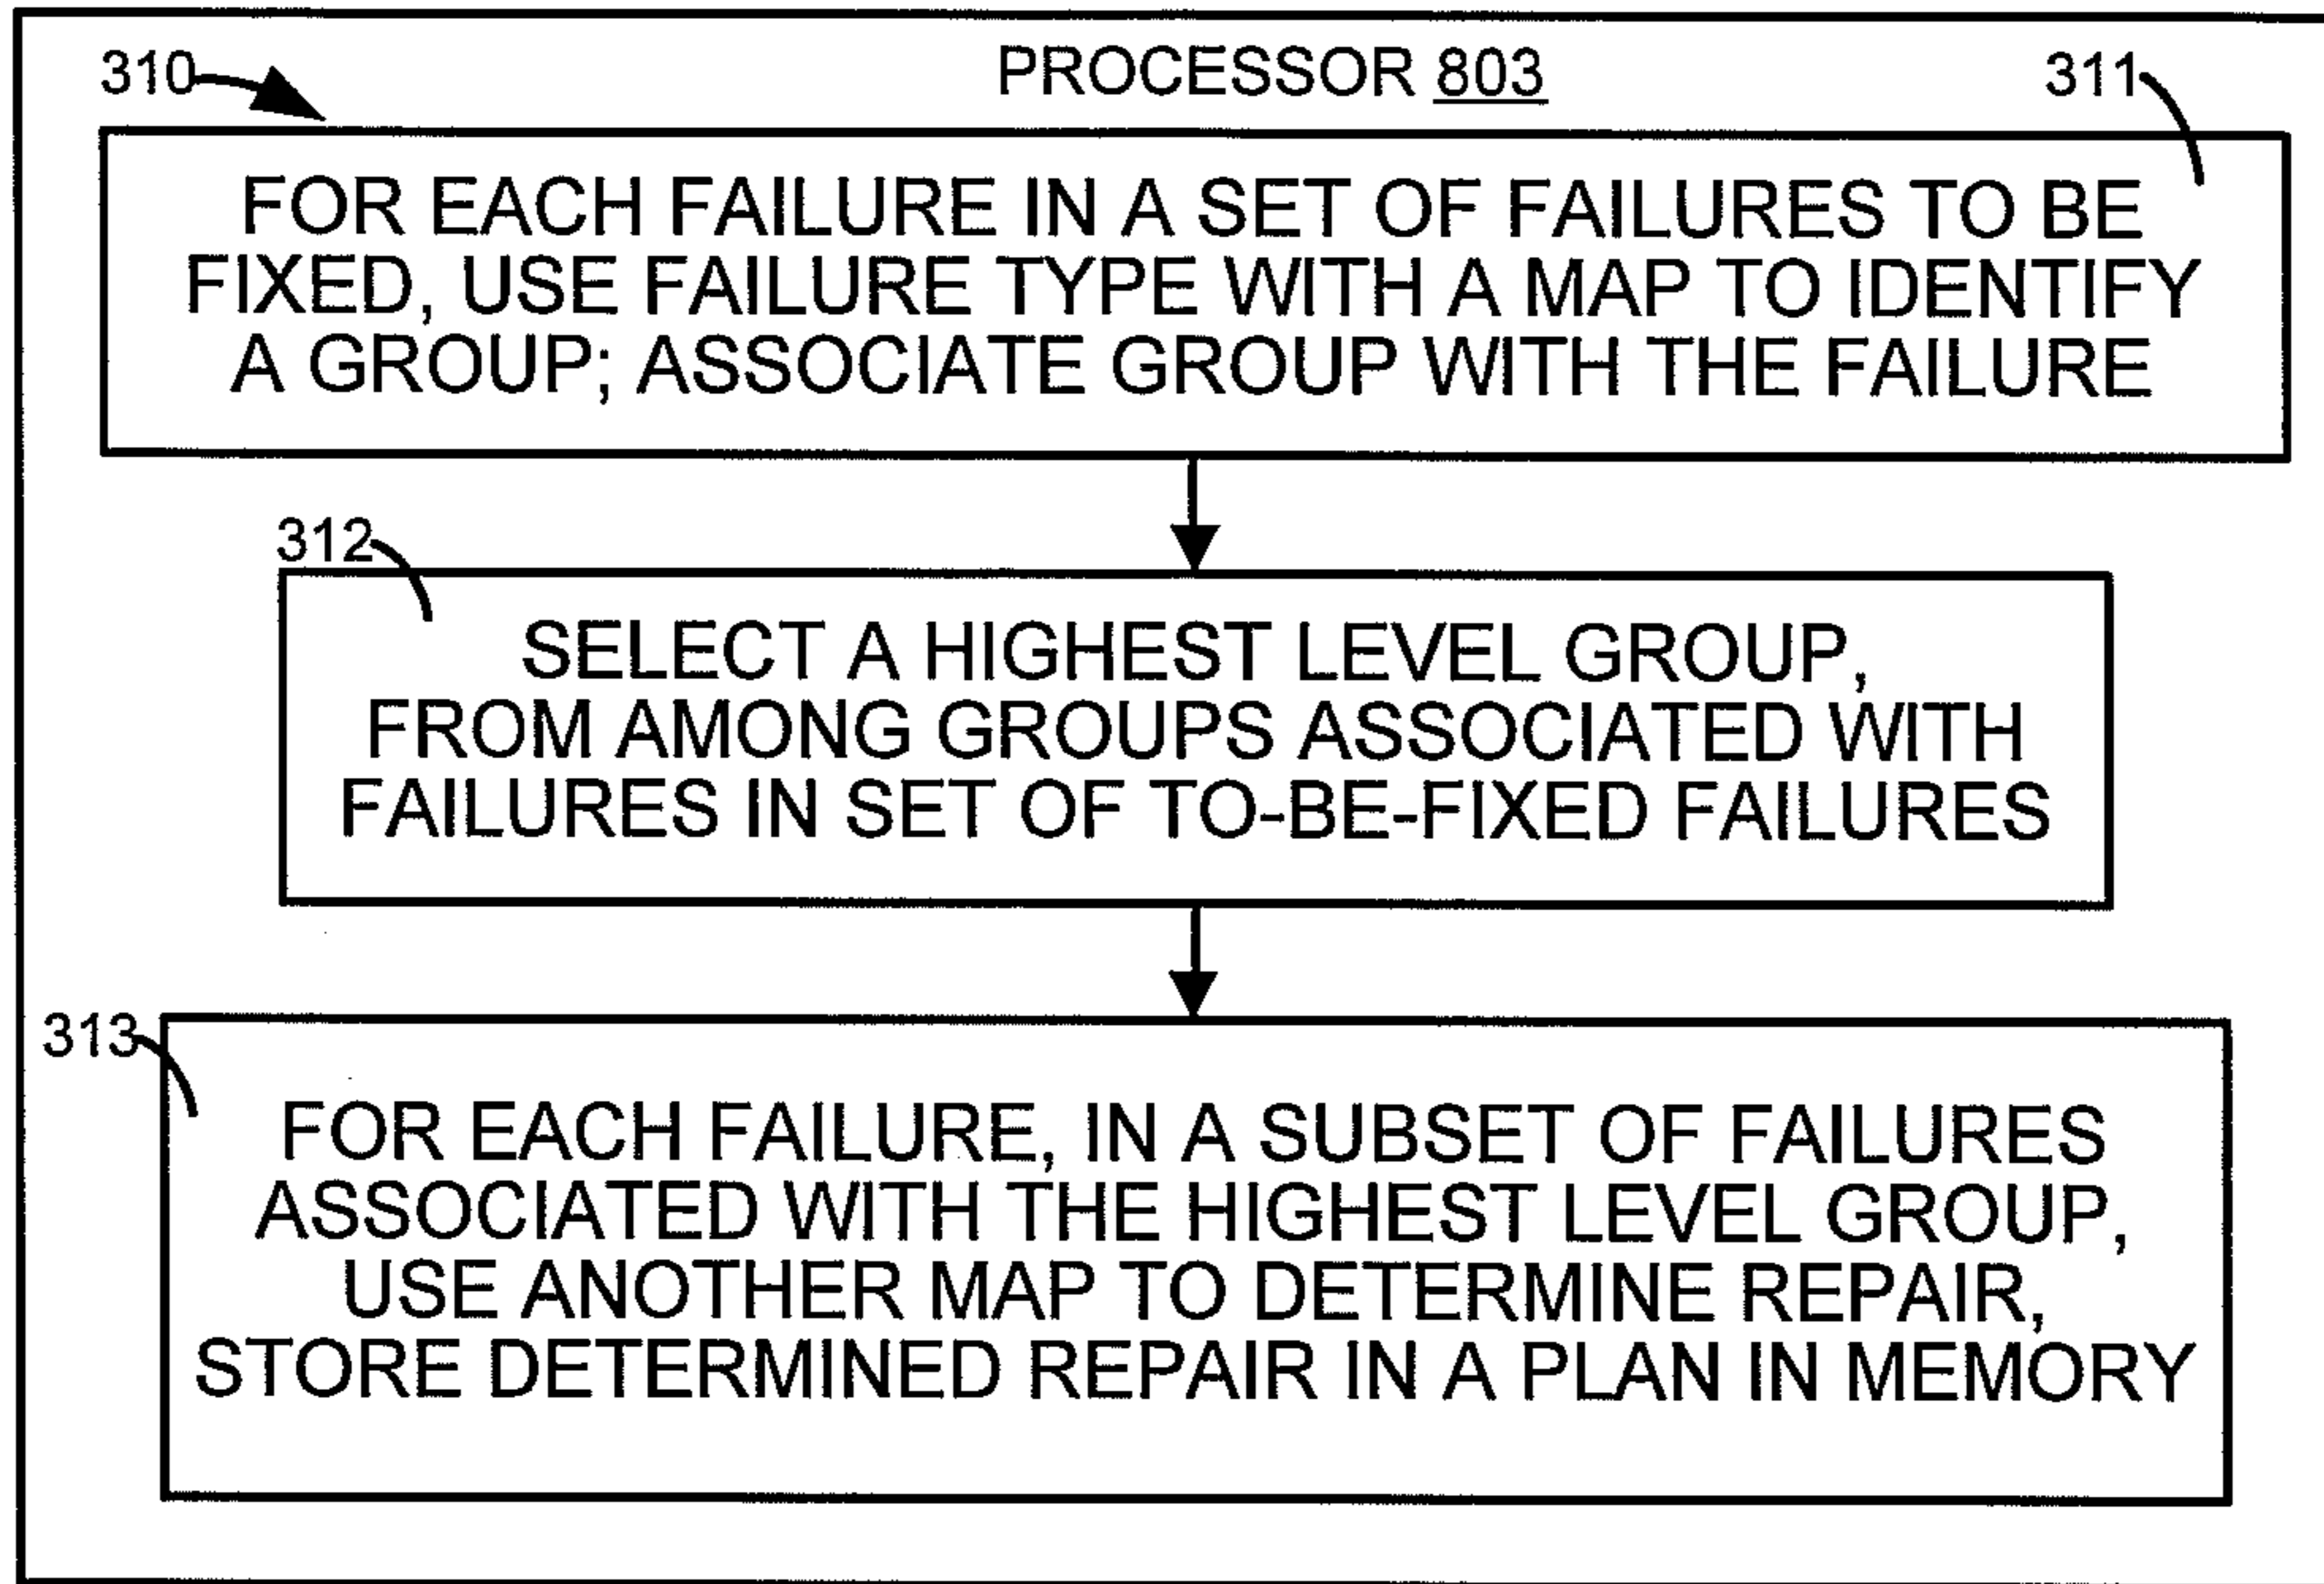 310
PROCESSOR 803
311
FOR EACH FAILURE IN A SET OF FAILURES TO BE
FIXED, USE FAILURE TYPE WITH A MAP TO IDENTIFY
A GROUP; ASSOCIATE GROUP WITH THE FAILURE
312
SELECT A HIGHEST LEVEL GROUP,
FROM AMONG GROUPS ASSOCIATED WITH
FAILURES IN SET OF TO-BE-FIXED FAILURES
313
FOR EACH FAILURE, IN A SUBSET OF FAILURES
ASSOCIATED WITH THE HIGHEST LEVEL GROUP,
USE ANOTHER MAP TO DETERMINE REPAIR,
STORE DETERMINED REPAIR IN A PLAN IN MEMORY